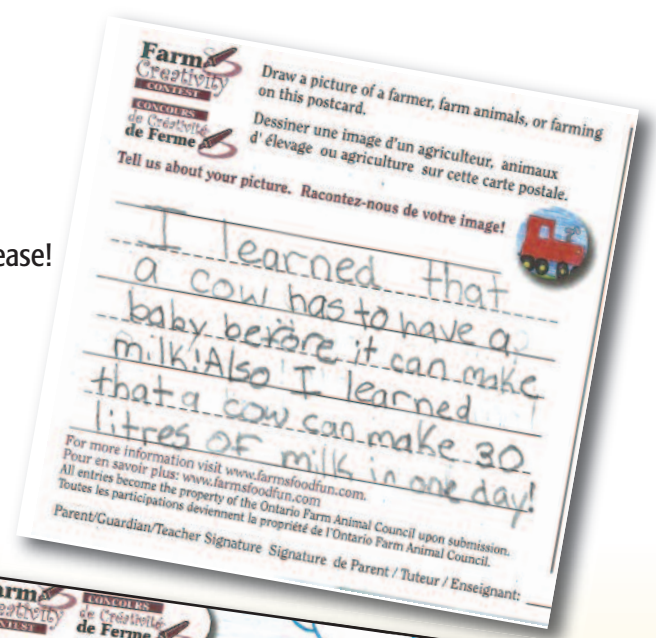 ease!
Farm
Creativity
CONTEST
CONCOURS
de Créativité
de Ferme
Draw a picture of a farmer, farm animals, or farming
on this postcard.
Dessiner une image d'un agriculteur, animaux
d'élevage ou agriculture sur cette carte postale.
Tell us about your picture. Racontez-nous de votre image!
I learned that
a cow has to have a
baby before it can make
milk! Also I learned
that a cow can make 30
litres of milk in one day!
For more information visit www.farmsfoodfun.com.
Pour en savoir plus: www.farmsfoodfun.com
All entries become the property of the Ontario Farm Animal Council upon submission.
Toutes les participations deviennent la propriété de l'Ontario Farm Animal Council.
Parent/Guardian/Teacher Signature Signature de Parent / Tuteur / Enseignant:
arm
eativity
NTEST
CONCOURS
de Créativité
de Ferme